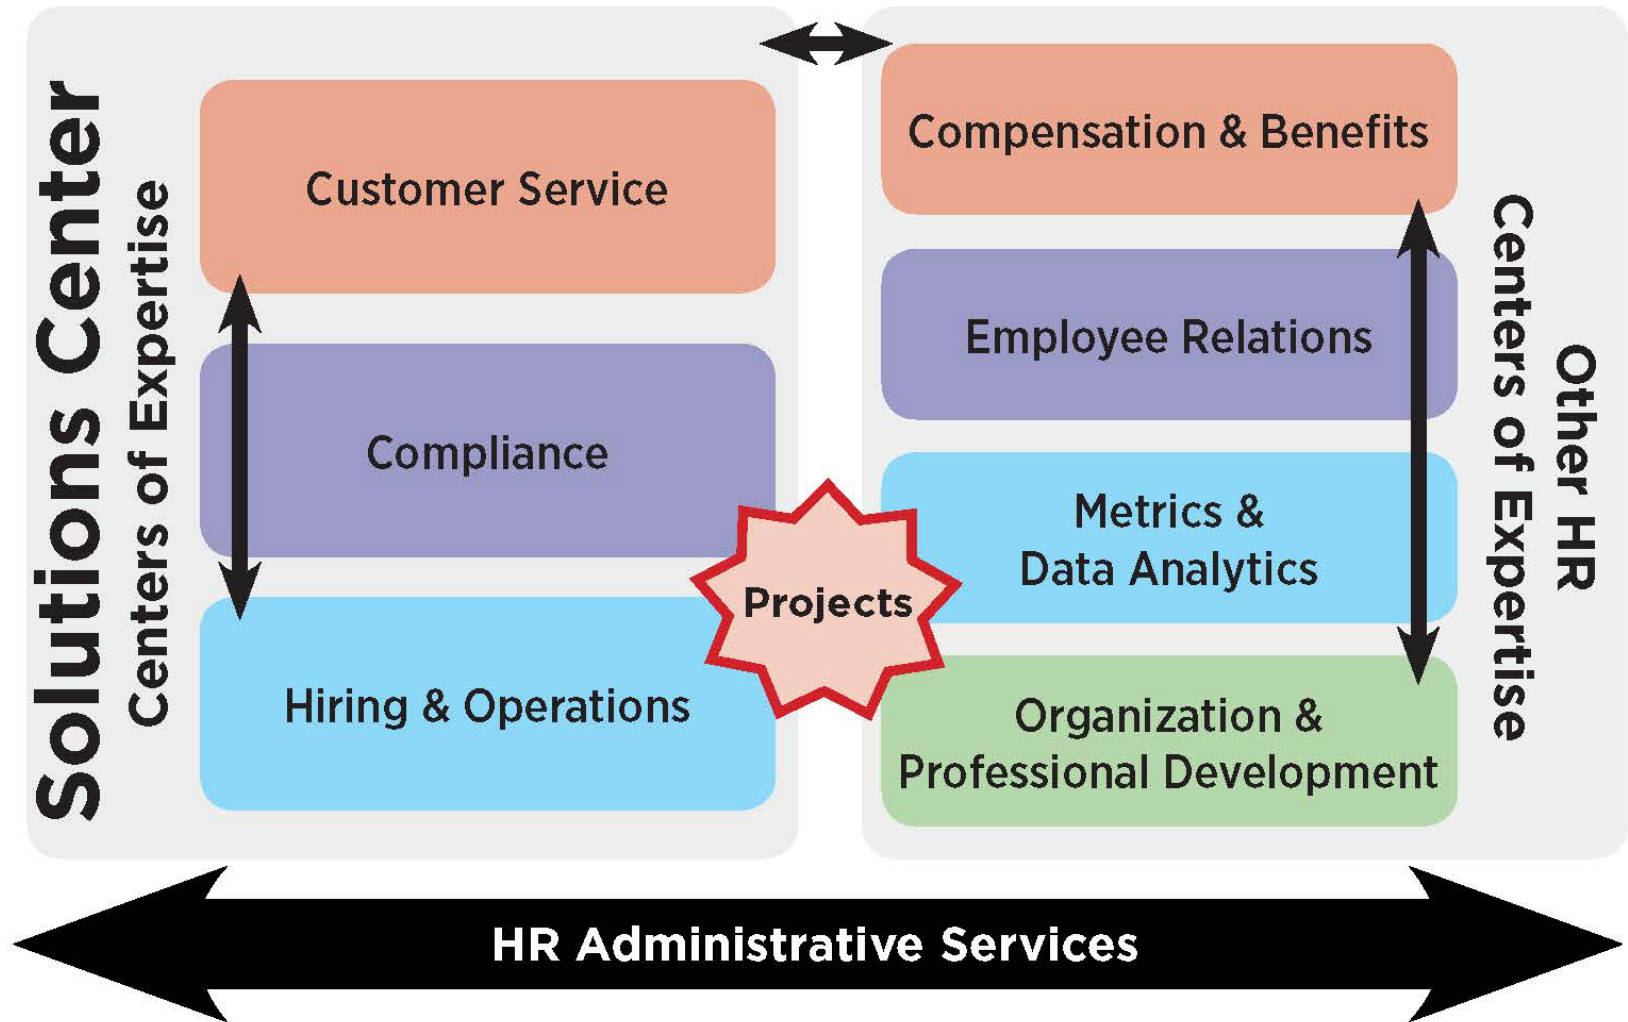 Solutions Center
Centers of Expertise
Customer Service
Compliance
Hiring & Operations
Projects
Compensation & Benefits
Employee Relations
Metrics &
Data Analytics
Organization &
Professional Development
Other HR
Centers of Expertise
HR Administrative Services